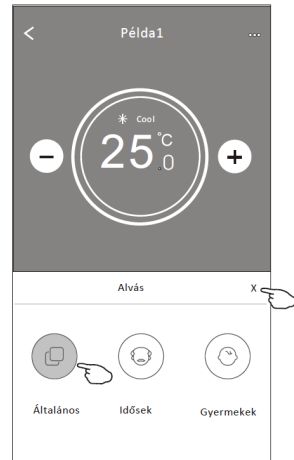 Példa1
Cool
25.0°C
Alvás X
Általános Idősek Gyermekek